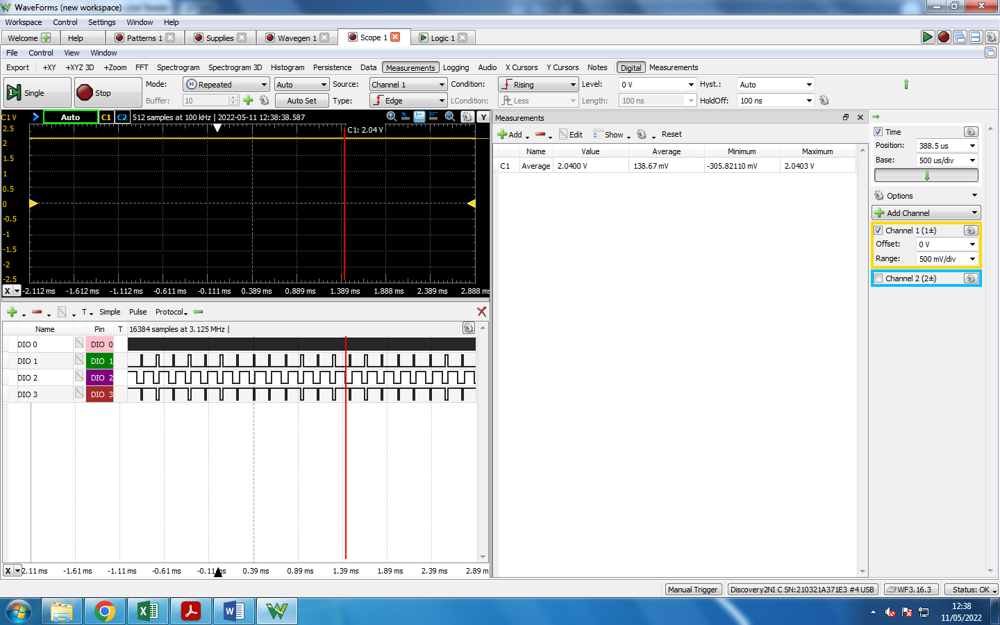 WaveForms (new workspace)
Workspace Control Settings Window Help
Welcome Help Patterns 1 Supplies Wavegen 1 Scope 1 Logic 1
File Control View Window
Export +XY +XYZ 3D +Zoom FFT Spectrogram Spectrogram 3D Histogram Persistence Data Measurements Logging Audio X Cursors Y Cursors Notes Digital Measurements
Single Stop Mode: Repeated Auto Source: Channel 1 Condition: Rising Level: 0 V Hyst.: Auto
Buffer: 10 Auto Set Type: Edge LCondition: Less Length: 100 ns HoldOff: 100 ns
C1 V Auto C1 C2 512 samples at 100 kHz | 2022-05-11 12:38:38.587 Y
C1: 2.04 V
2.5
2
1.5
1
0.5
0
-0.5
-1
-1.5
-2
-2.5
X -2.112 ms -1.612 ms -1.112 ms -0.611 ms -0.111 ms 0.389 ms 0.889 ms 1.389 ms 1.888 ms 2.389 ms 2.888 ms
T Simple Pulse Protocol
Name Pin T 16384 samples at 3.125 MHz |
DIO 0 DIO 0
DIO 1 DIO 1
DIO 2 DIO 2
DIO 3 DIO 3
X 2.11 ms -1.61 ms -1.11 ms -0.61 ms -0.11 ms 0.39 ms 0.89 ms 1.39 ms 1.89 ms 2.39 ms 2.89 m
Measurements
Add Edit Show Reset
Name Value Average Minimum Maximum
C1 Average 2.0400 V 138.67 mV -305.82110 mV 2.0403 V
Time
Position: 388.5 us
Base: 500 us/div
Options
Add Channel
Channel 1 (1±)
Offset: 0 V
Range: 500 mV/div
Channel 2 (2±)
Manual Trigger Discovery2NI C SN:210321A371E3 #4 USB WF3.16.3 Status: OK
12:38
11/05/2022